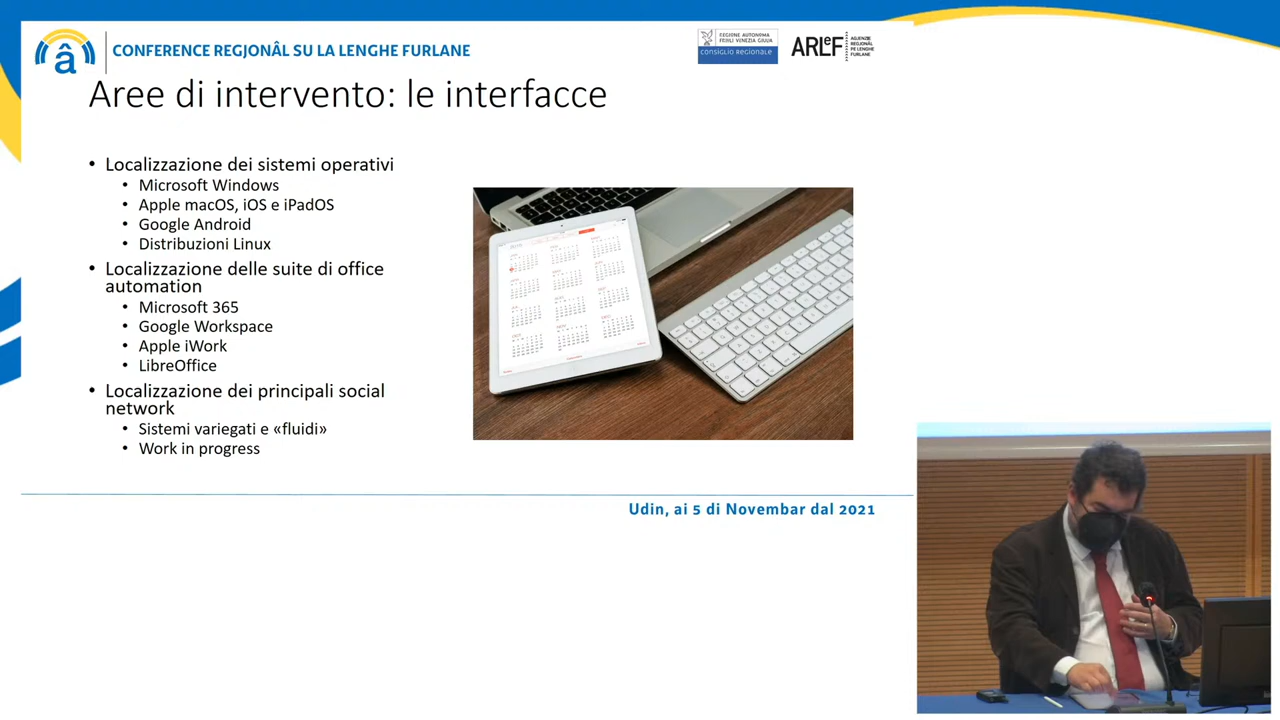 â
CONFERENCE REGJONÂL SU LA LENGHE FURLANE
REGIONE AUTONOMA
FRIULI VENEZIA GIULIA
CONSIGLIO REGIONALE
ARLeF
AGJENZIE
REGJONÂL
PE LENGHE
FURLANE
Aree di intervento: le interfacce
• Localizzazione dei sistemi operativi
• Microsoft Windows
• Apple macOS, iOS e iPadOS
• Google Android
• Distribuzioni Linux
• Localizzazione delle suite di office
automation
• Microsoft 365
• Google Workspace
• Apple iWork
• LibreOffice
• Localizzazione dei principali social
network
• Sistemi variegati e «fluidi»
• Work in progress
Udin, ai 5 di Novembar dal 2021